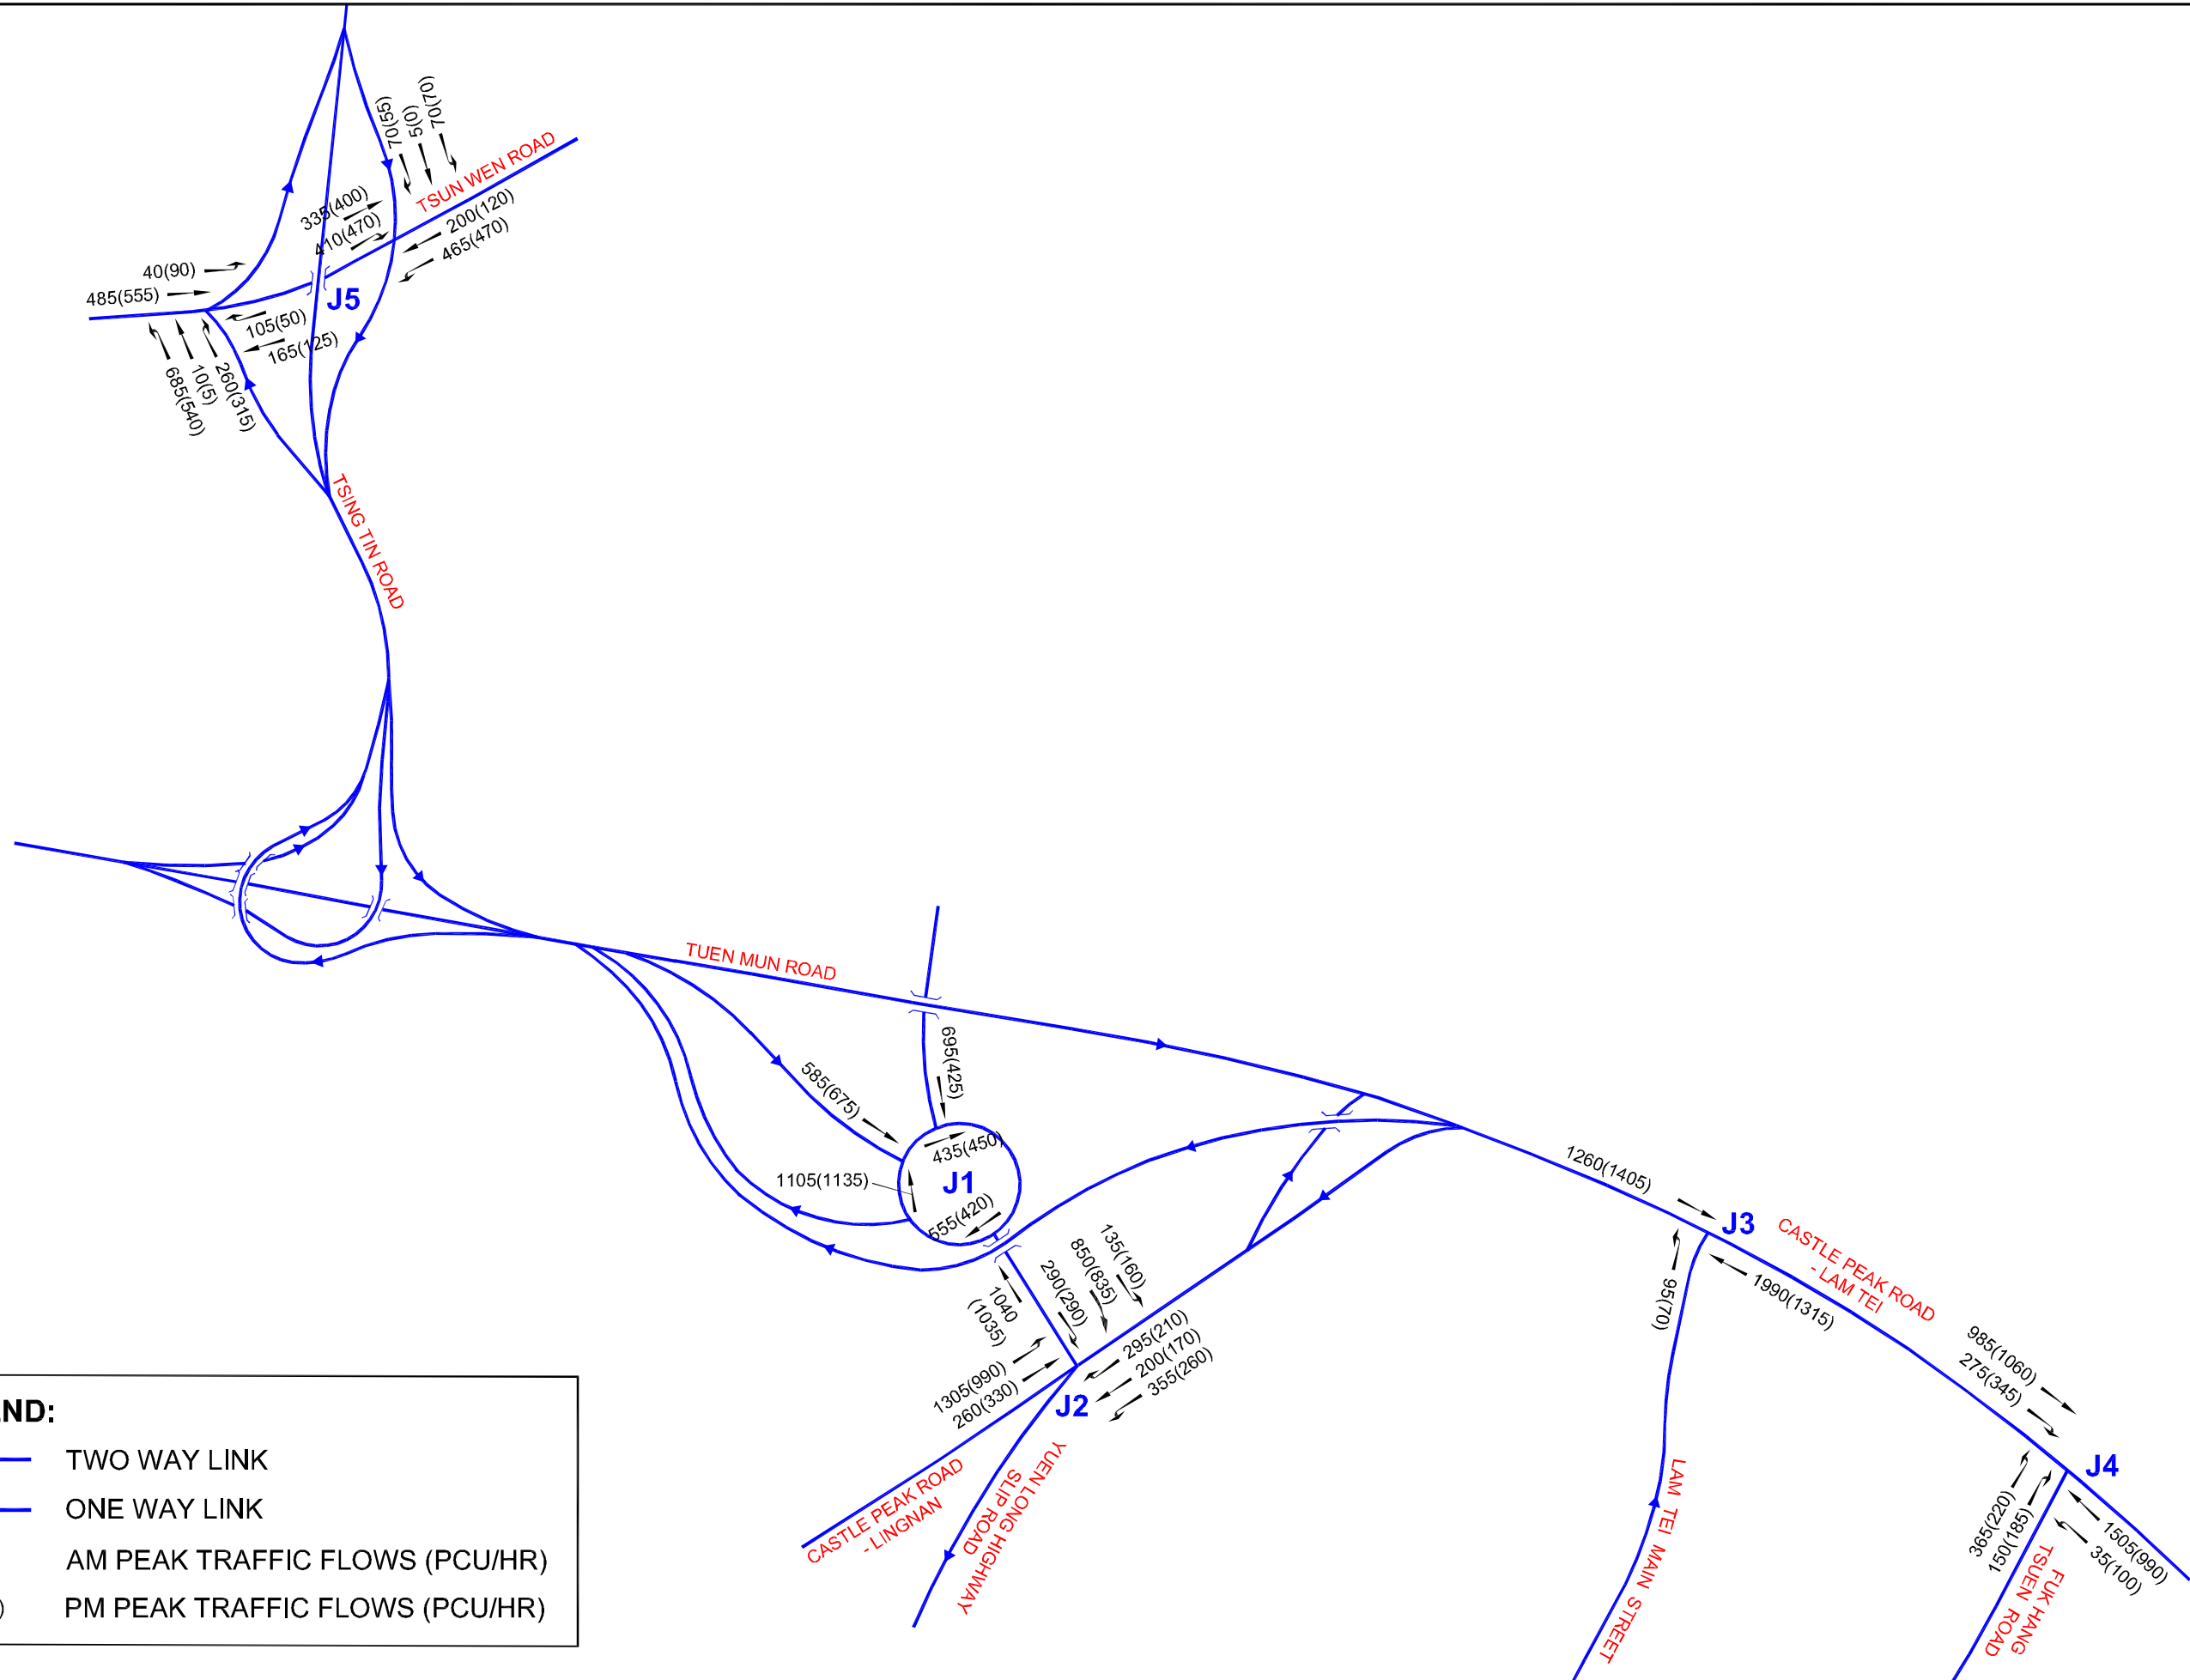 70(55)
5(0)
70(70)
TSUN WEN ROAD
335(400)
410(470)
200(120)
465(470)
40(90)
485(555)
J5
105(50)
165(125)
685(540)
10(5)
260(315)
TSING TIN ROAD
TUEN MUN ROAD
695(425)
585(675)
435(450)
J1
1105(1135)
555(420)
1040
(1035)
290(290)
850(835)
135(160)
1305(990)
260(330)
295(210)
200(170)
355(260)
J2
CASTLE PEAK ROAD
- LINGNAN
YUEN LONG HIGHWAY
SLIP ROAD
1260(1405)
J3
CASTLE PEAK ROAD
- LAM TEI
95(70)
1990(1315)
LAM TEI MAIN STREET
985(1060)
275(345)
J4
365(220)
150(185)
1505(990)
35(100)
FUK HANG
TSUEN ROAD
ND:
TWO WAY LINK
ONE WAY LINK
AM PEAK TRAFFIC FLOWS (PCU/HR)
) PM PEAK TRAFFIC FLOWS (PCU/HR)